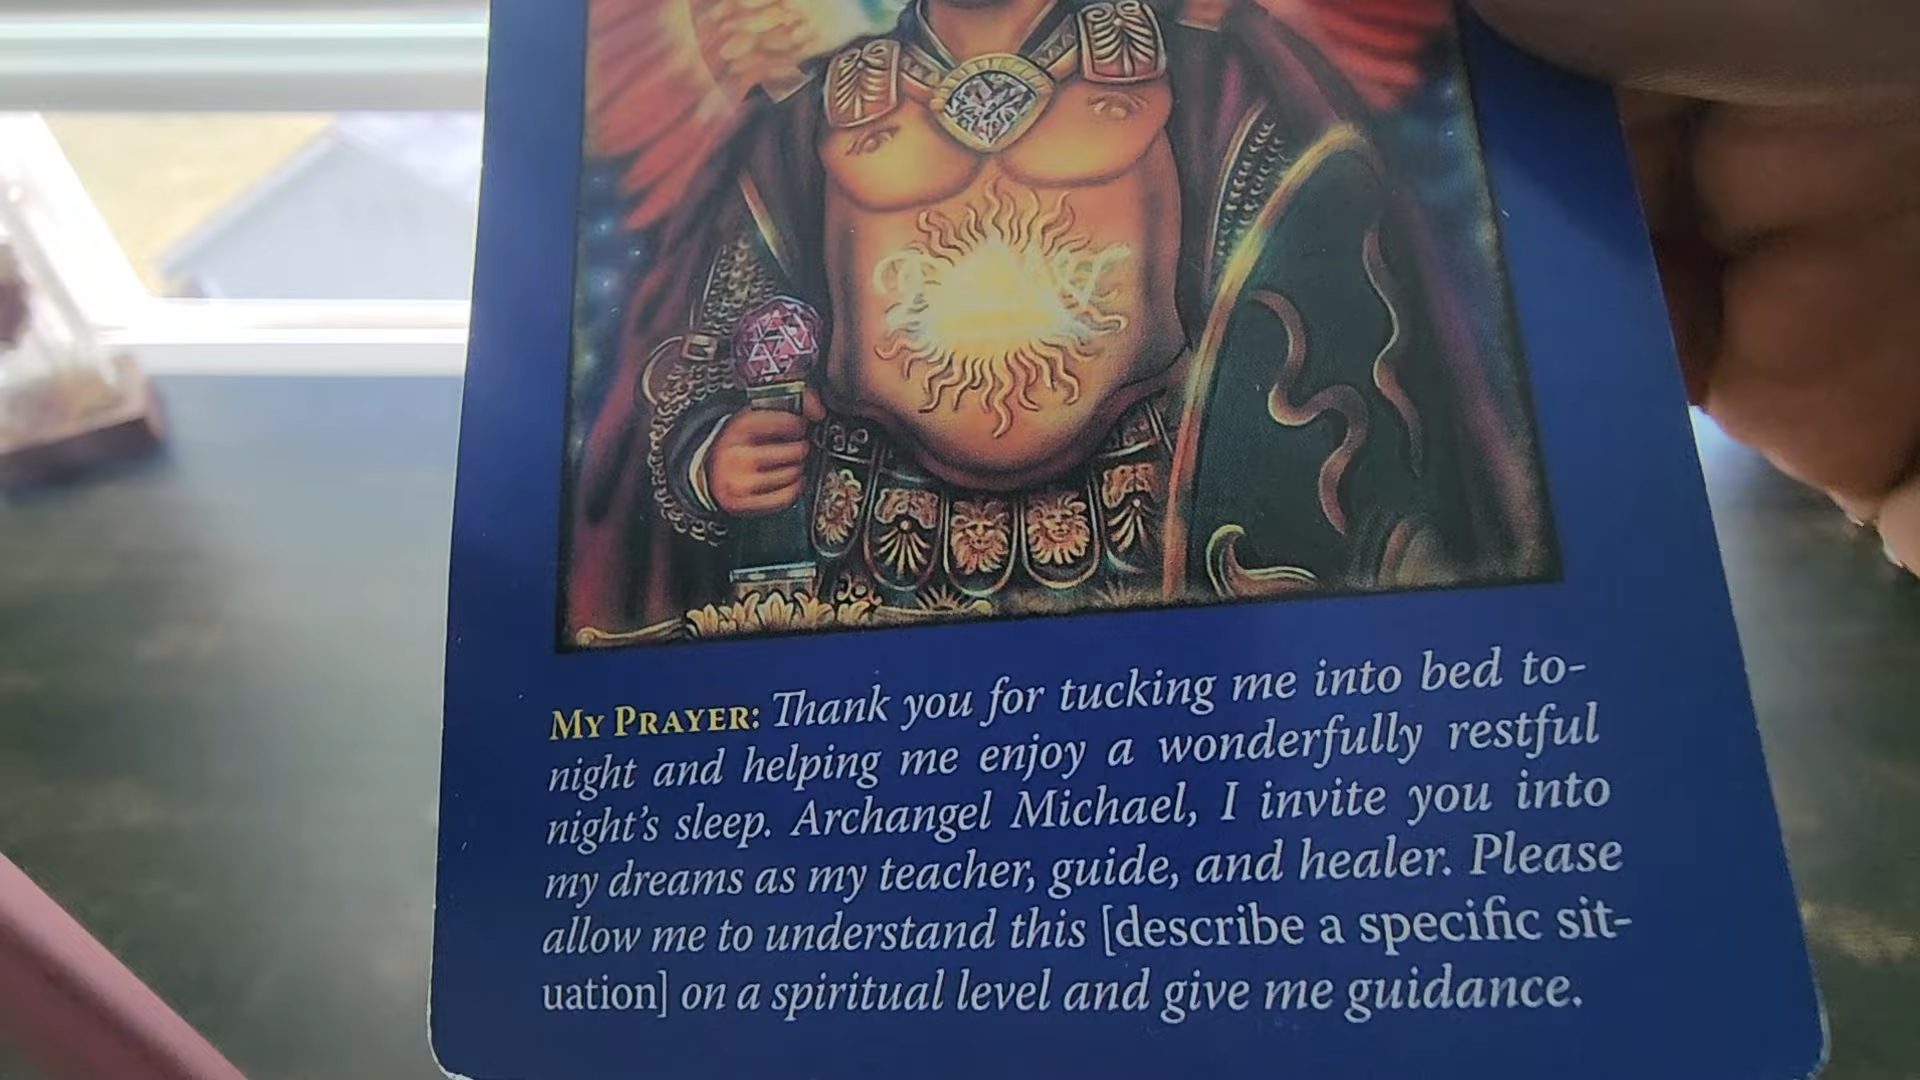 MY PRAYER: Thank you for tucking me into bed to-
night and helping me enjoy a wonderfully restful
night's sleep. Archangel Michael, I invite you into
my dreams as my teacher, guide, and healer. Please
allow me to understand this [describe a specific sit-
uation] on a spiritual level and give me guidance.